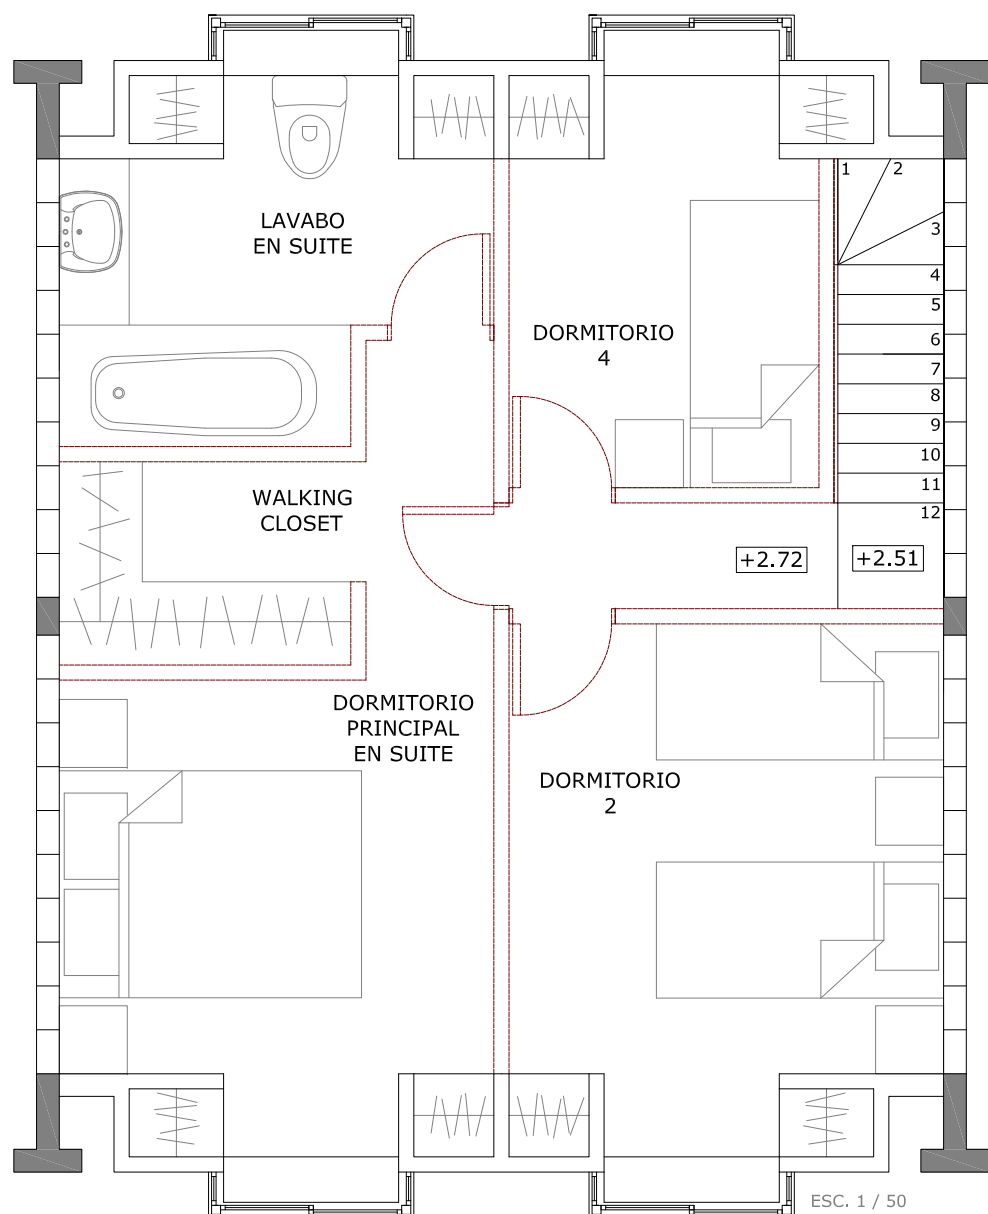 1
2
LAVABO
EN SUITE
3
4
5
DORMITORIO
4
6
7
8
9
10
11
WALKING
CLOSET
12
+2.72
+2.51
DORMITORIO
PRINCIPAL
EN SUITE
DORMITORIO
2
ESC. 1 / 50